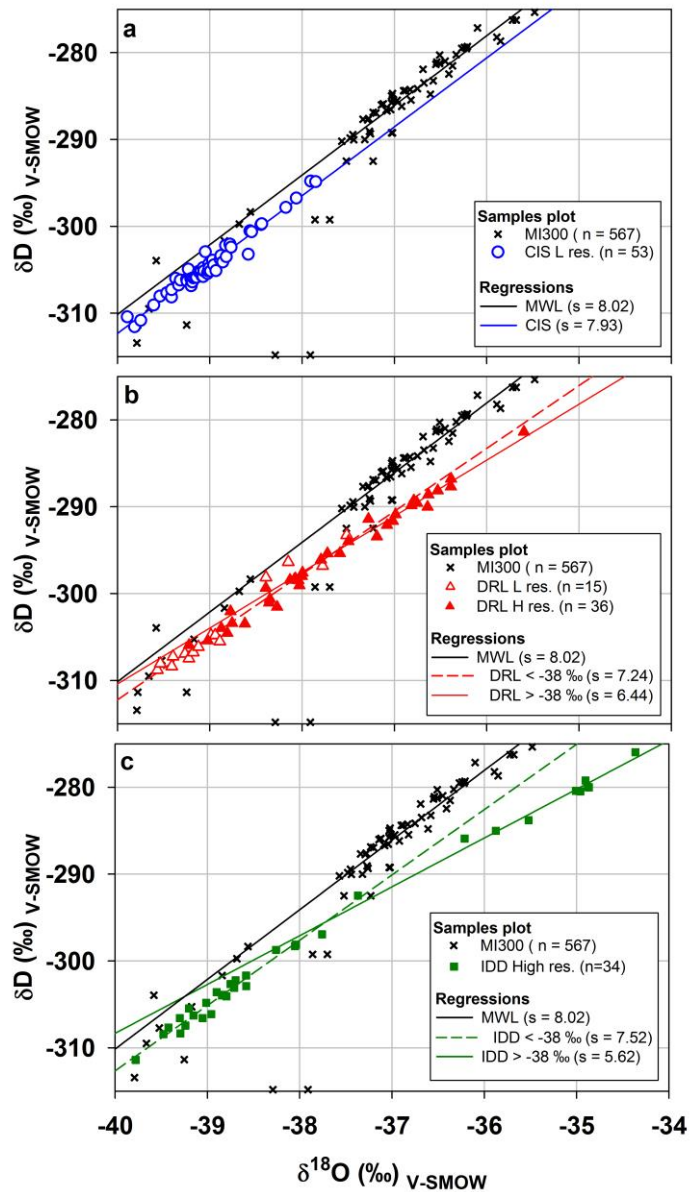 a
-280
-290
-300
-310
δD (‰) V-SMOW
Samples plot
MI300 ( n = 567)
CIS L res. (n = 53)
Regressions
MWL (s = 8.02)
CIS (s = 7.93)
b
-280
-290
-300
-310
δD (‰) V-SMOW
Samples plot
MI300 (n = 567)
DRL L res. (n =15)
DRL H res. (n = 36)
Regressions
MWL (s = 8.02)
DRL < -38 ‰ (s = 7.24)
DRL > -38 ‰ (s = 6.44)
c
-280
-290
-300
-310
δD (‰) V-SMOW
Samples plot
MI300 ( n = 567)
IDD High res. (n=34)
Regressions
MWL (s = 8.02)
IDD < -38 ‰ (s = 7.52)
IDD > -38 ‰ (s = 5.62)
-40 -39 -38 -37 -36 -35 -34
δ18O (‰) V-SMOW